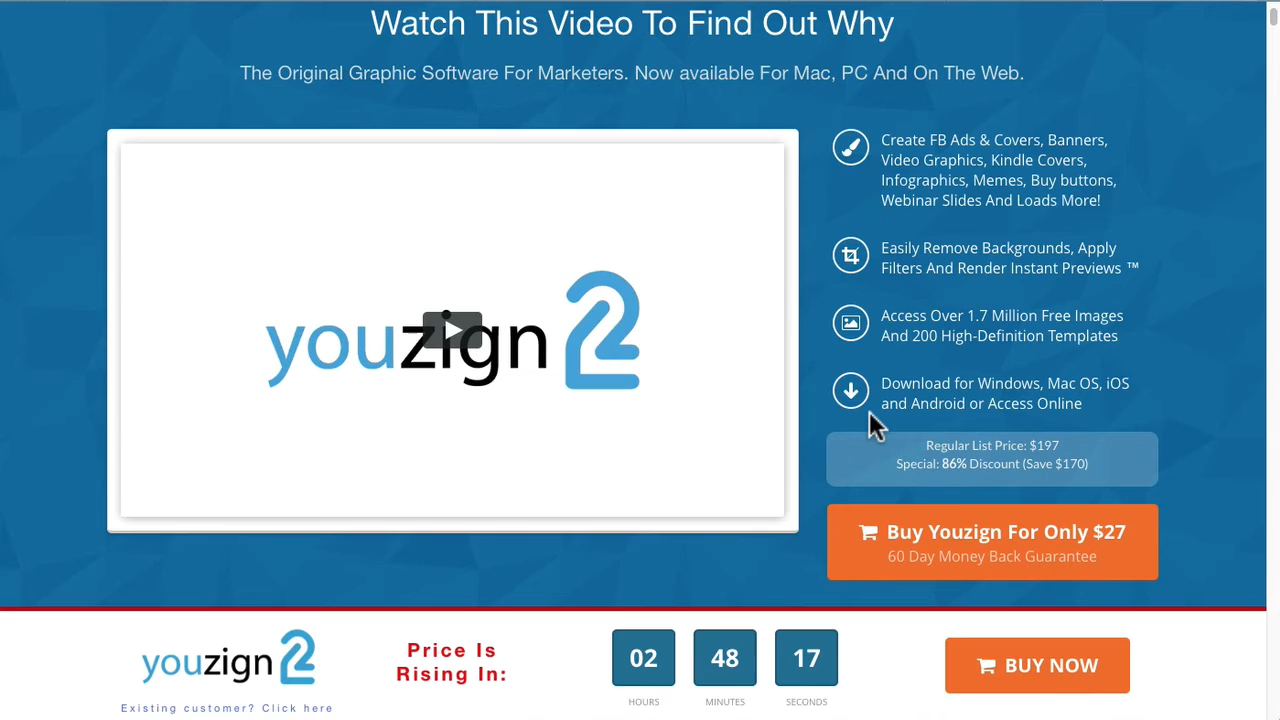 Watch This Video To Find Out Why
The Original Graphic Software For Marketers. Now available For Mac, PC And On The Web.
youzign 2
Create FB Ads & Covers, Banners,
Video Graphics, Kindle Covers,
Infographics, Memes, Buy buttons,
Webinar Slides And Loads More!
Easily Remove Backgrounds, Apply
Filters And Render Instant Previews ™
Access Over 1.7 Million Free Images
And 200 High-Definition Templates
Download for Windows, Mac OS, iOS
and Android or Access Online
Regular List Price: $197
Special: 86% Discount (Save $170)
Buy Youzign For Only $27
60 Day Money Back Guarantee
youzign 2
Existing customer? Click here
Price Is
Rising In:
02 48 17
HOURS MINUTES SECONDS
BUY NOW